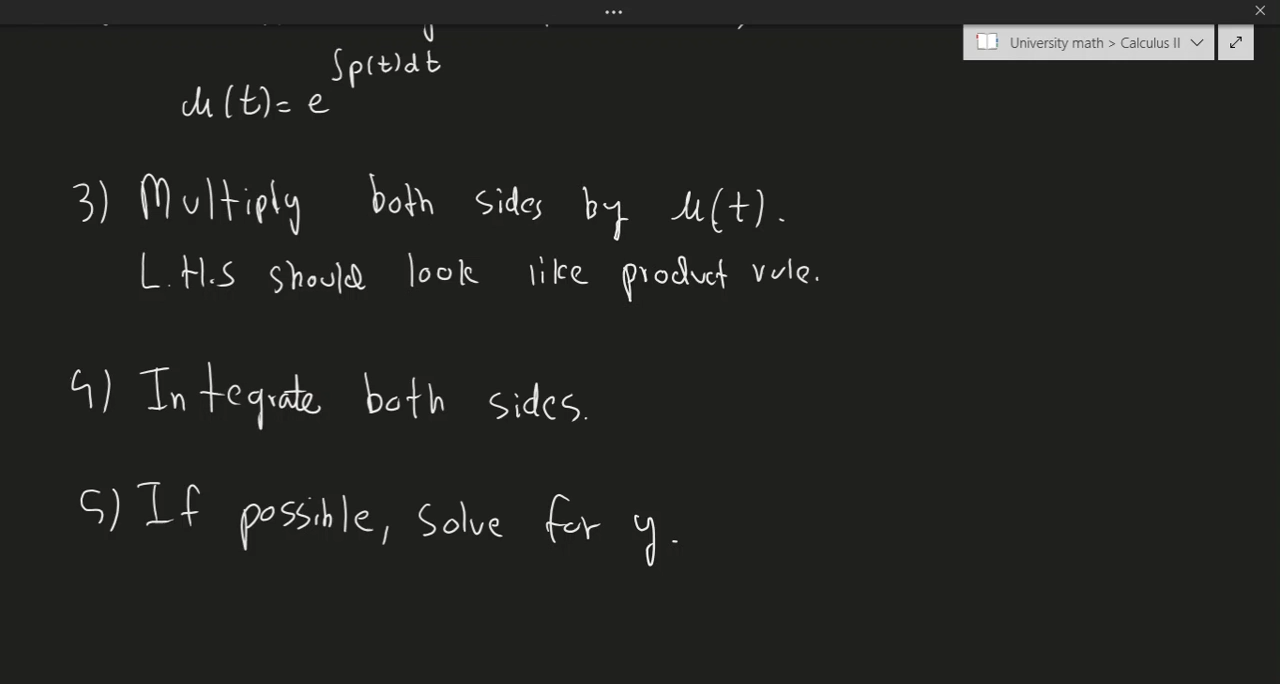 ...
University math > Calculus II
μ(t) = e^∫p(t)dt
3) Multiply both sides by μ(t).
L.H.S should look like product rule.
4) Integrate both sides.
5) If possible, solve for y.